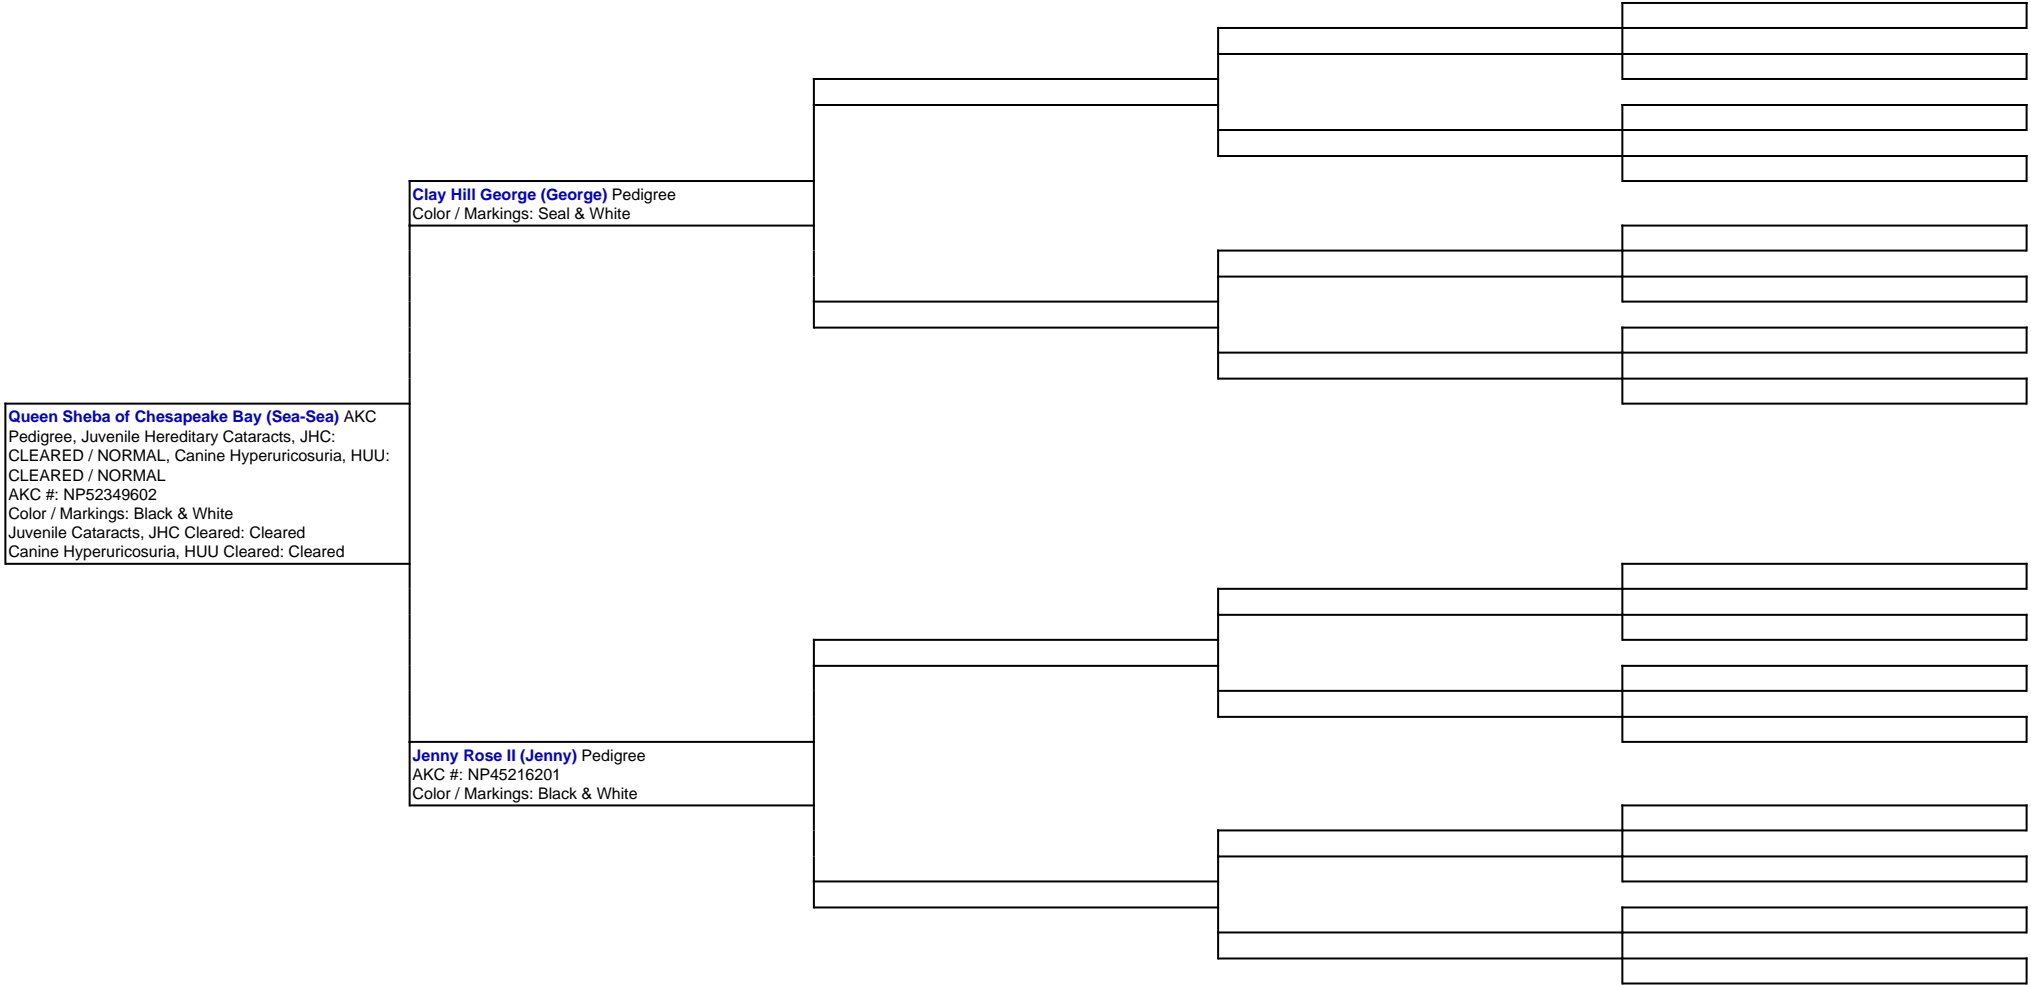 Clay Hill George (George) Pedigree
Color / Markings: Seal & White
Queen Sheba of Chesapeake Bay (Sea-Sea) AKC
Pedigree, Juvenile Hereditary Cataracts, JHC:
CLEARED / NORMAL, Canine Hyperuricosuria, HUU:
CLEARED / NORMAL
AKC #: NP52349602
Color / Markings: Black & White
Juvenile Cataracts, JHC Cleared: Cleared
Canine Hyperuricosuria, HUU Cleared: Cleared
Jenny Rose II (Jenny) Pedigree
AKC #: NP45216201
Color / Markings: Black & White